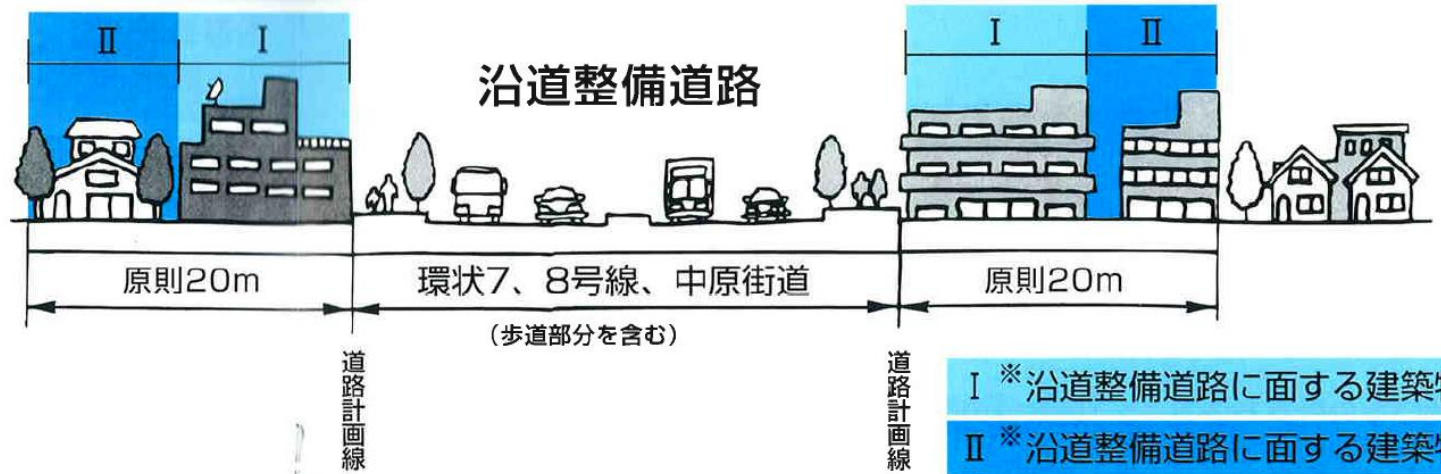 Ⅱ Ⅰ
沿道整備道路
Ⅰ Ⅱ
原則20m
環状7、8号線、中原街道
(歩道部分を含む)
原則20m
道路計画線
道路計画線
Ⅰ ※沿道整備道路に面する建築物
Ⅱ ※沿道整備道路に面する建築物